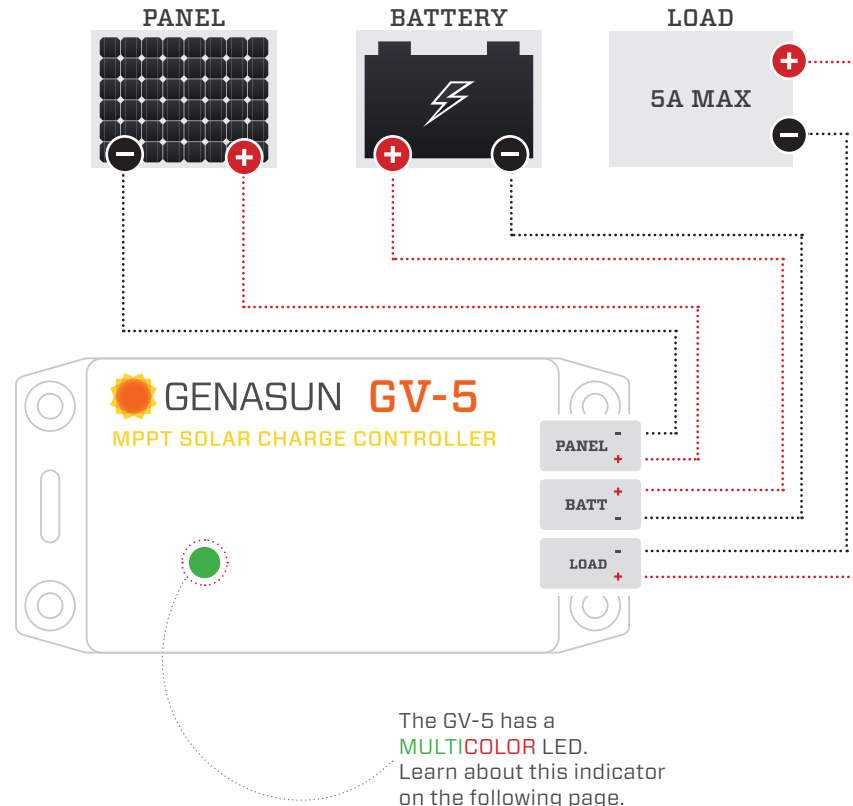 PANEL
BATTERY
LOAD
- +
+ -
5A MAX
+
-
GENASUN GV-5
MPPT SOLAR CHARGE CONTROLLER
-
PANEL
+
+
BATT
-
-
LOAD
+
The GV-5 has a
MULTICOLOR LED.
Learn about this indicator
on the following page.